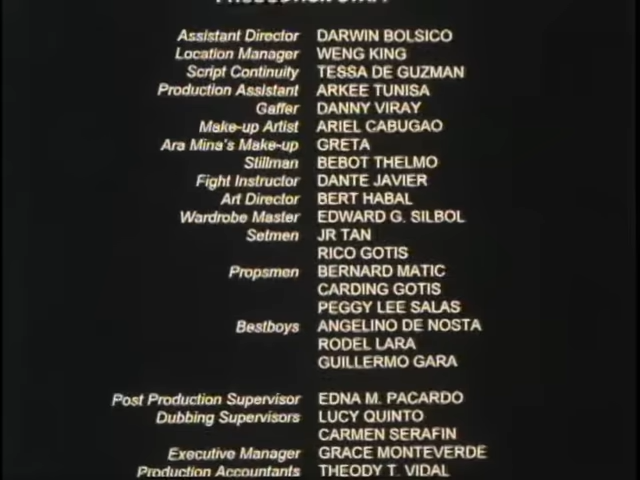 PRODUCTION STAFF
Assistant Director DARWIN BOLSICO
Location Manager WENG KING
Script Continuity TESSA DE GUZMAN
Production Assistant ARKEE TUNISA
Gaffer DANNY VIRAY
Make-up Artist ARIEL CABUGAO
Ara Mina's Make-up GRETA
Stillman BEBOT THELMO
Fight Instructor DANTE JAVIER
Art Director BERT HABAL
Wardrobe Master EDWARD G. SILBOL
Setmen JR TAN
RICO GOTIS
Propsmen BERNARD MATIC
CARDING GOTIS
PEGGY LEE SALAS
Bestboys ANGELINO DE NOSTA
RODEL LARA
GUILLERMO GARA
Post Production Supervisor EDNA M. PACARDO
Dubbing Supervisors LUCY QUINTO
CARMEN SERAFIN
Executive Manager GRACE MONTEVERDE
Production Accountants THEODY T. VIDAL